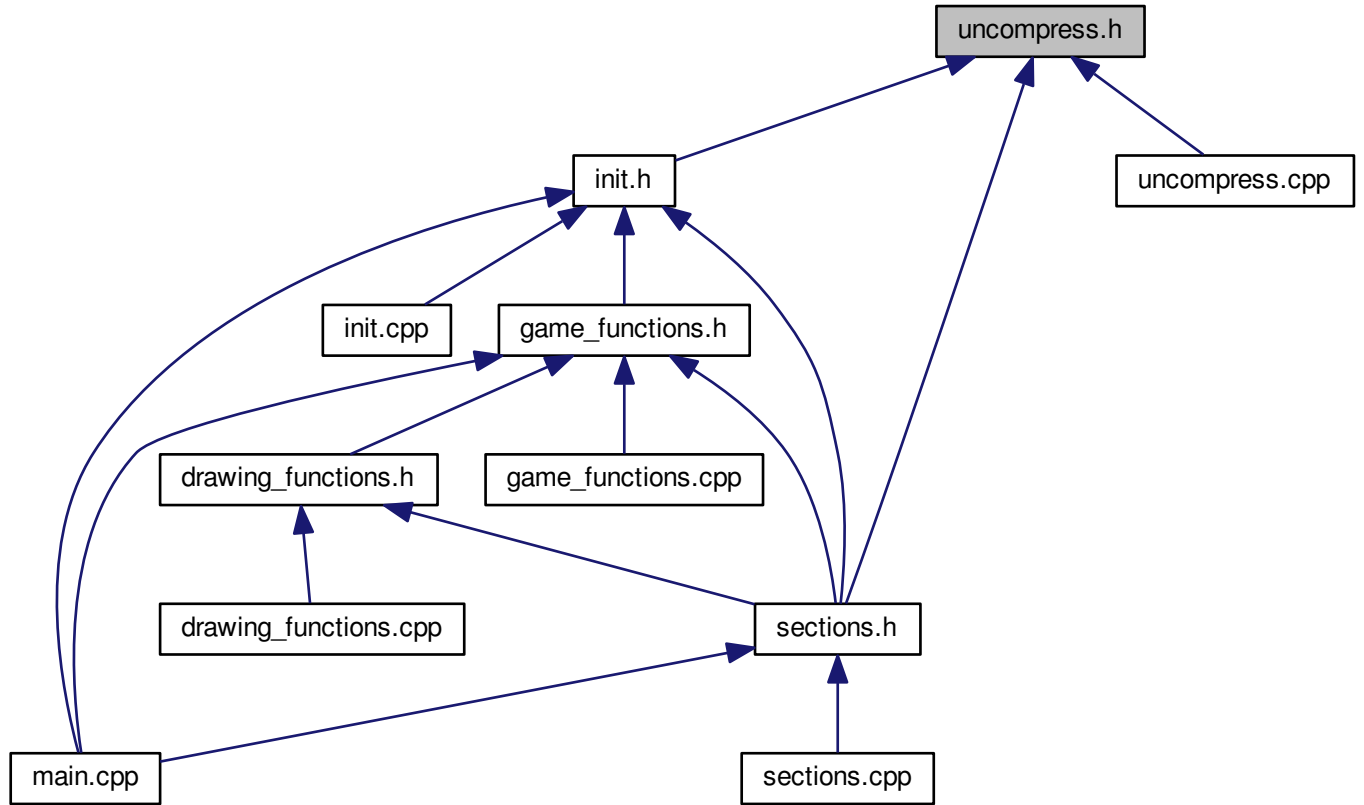 uncompress.h
init.h
uncompress.cpp
init.cpp
game_functions.h
drawing_functions.h
game_functions.cpp
drawing_functions.cpp
sections.h
main.cpp
sections.cpp